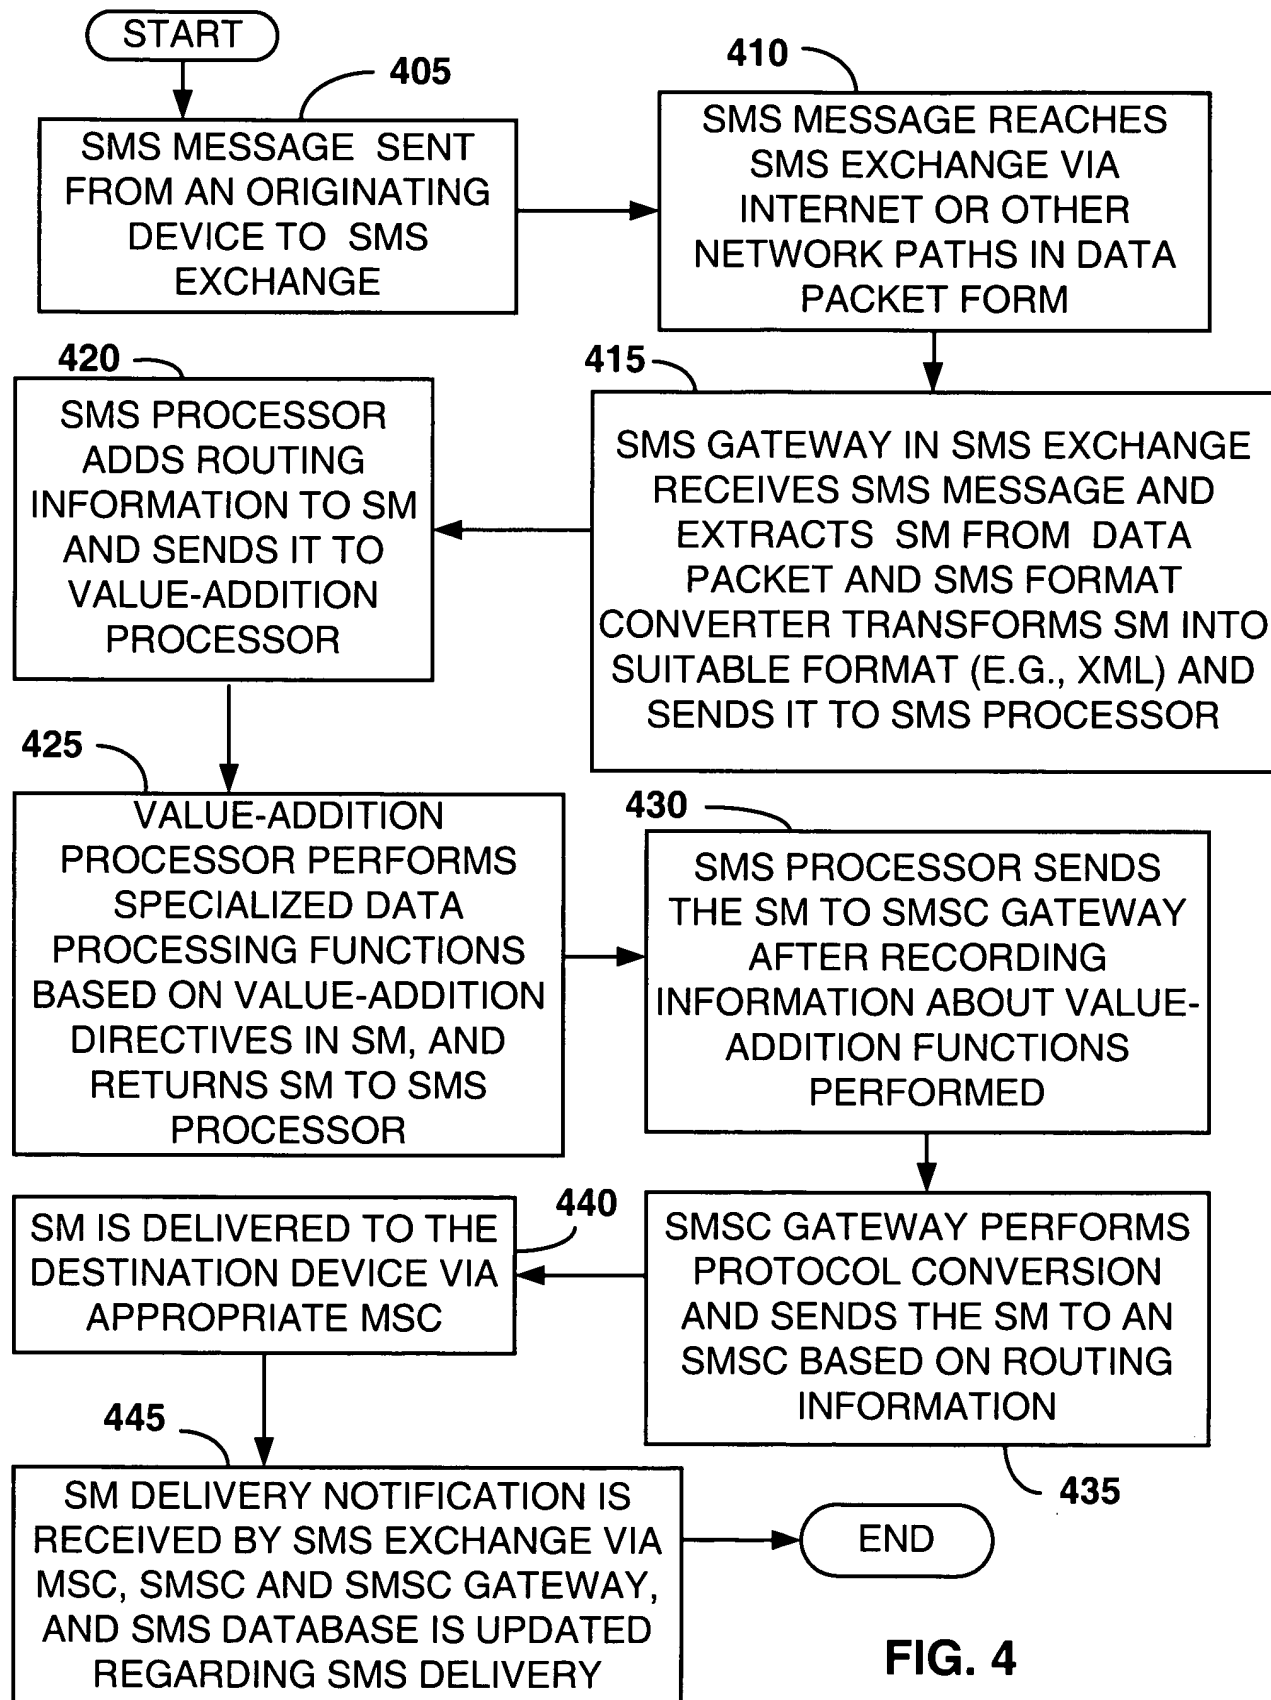 START
405
SMS MESSAGE SENT
FROM AN ORIGINATING
DEVICE TO SMS
EXCHANGE
410
SMS MESSAGE REACHES
SMS EXCHANGE VIA
INTERNET OR OTHER
NETWORK PATHS IN DATA
PACKET FORM
415
SMS GATEWAY IN SMS EXCHANGE
RECEIVES SMS MESSAGE AND
EXTRACTS SM FROM DATA
PACKET AND SMS FORMAT
CONVERTER TRANSFORMS SM INTO
SUITABLE FORMAT (E.G., XML) AND
SENDS IT TO SMS PROCESSOR
420
SMS PROCESSOR
ADDS ROUTING
INFORMATION TO SM
AND SENDS IT TO
VALUE-ADDITION
PROCESSOR
425
VALUE-ADDITION
PROCESSOR PERFORMS
SPECIALIZED DATA
PROCESSING FUNCTIONS
BASED ON VALUE-ADDITION
DIRECTIVES IN SM, AND
RETURNS SM TO SMS
PROCESSOR
430
SMS PROCESSOR SENDS
THE SM TO SMSC GATEWAY
AFTER RECORDING
INFORMATION ABOUT VALUE-
ADDITION FUNCTIONS
PERFORMED
SMSC GATEWAY PERFORMS
PROTOCOL CONVERSION
AND SENDS THE SM TO AN
SMSC BASED ON ROUTING
INFORMATION
435
440
SM IS DELIVERED TO THE
DESTINATION DEVICE VIA
APPROPRIATE MSC
445
SM DELIVERY NOTIFICATION IS
RECEIVED BY SMS EXCHANGE VIA
MSC, SMSC AND SMSC GATEWAY,
AND SMS DATABASE IS UPDATED
REGARDING SMS DELIVERY
END
FIG. 4